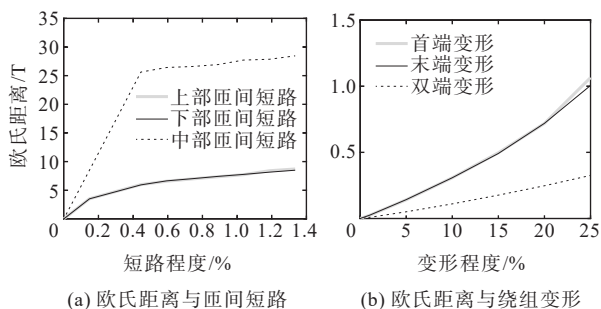 欧氏距离/T
35
30
25
20
15
10
5
0
0.2 0.4 0.6 0.8 1.0 1.2 1.4
上部匝间短路
下部匝间短路
中部匝间短路
短路程度/%
(a) 欧氏距离与匝间短路
1.5
1.0
0.5
0
5 10 15 20 25
首端变形
末端变形
双端变形
变形程度/%
(b) 欧氏距离与绕组变形